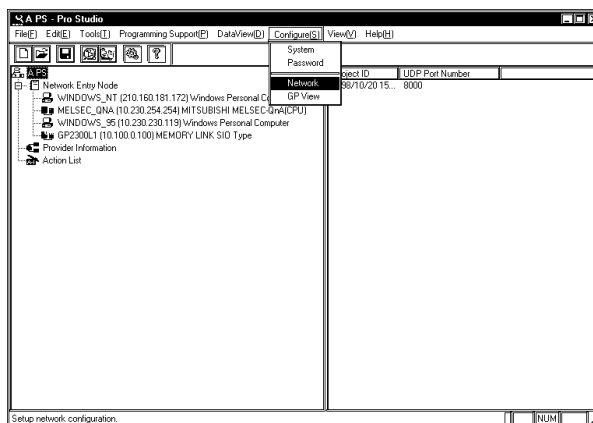 A PS - Pro Studio
File(F) Edit(E) Tools(T) Programming Support(P) DataView(D) Configure(S) View(V) Help(H)
System
Password
Network
GP View
A PS
Network Entry Node
WINDOWS_NT (210.160.181.172) Windows Personal Co
MELSEC_QNA (10.230.254.254) MITSUBISHI MELSEC-QnA(CPU)
WINDOWS_95 (10.230.230.119) Windows Personal Computer
GP2300L1 (10.100.0.100) MEMORY LINK SIO Type
Provider Information
Action List
oject ID UDP Port Number
98/10/20 15... 8000
Setup network configuration.
NUM